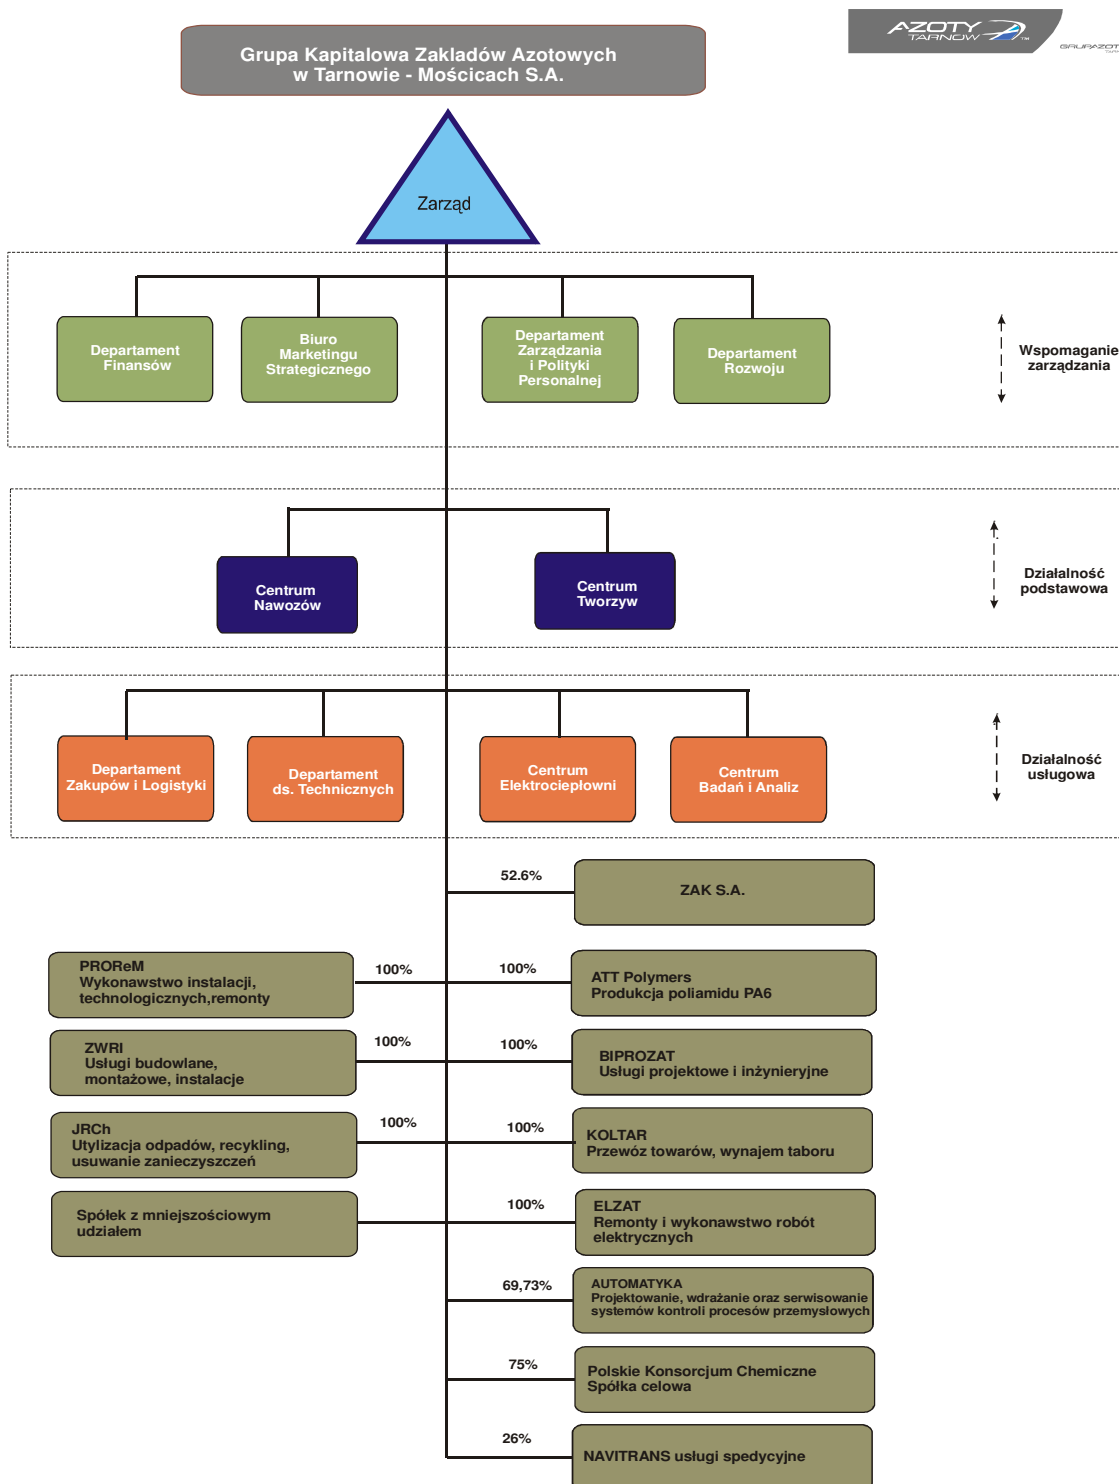 Grupa Kapitalowa Zakladów Azotowych
w Tarnowie - Mościcach S.A.
AZOTY
TARNOW
TM
GRUPAZOT
Zarząd
Departament
Finansów
Biuro
Marketingu
Strategicznego
Departament
Zarządzania
i Polityki
Personalnej
Departament
Rozwoju
Wspomaganie
zarządzania
Centrum
Nawozów
Centrum
Tworzyw
Działalność
podstawowa
Departament
Zakupów i Logistyki
Departament
ds. Technicznych
Centrum
Elektrociepłowni
Centrum
Badań i Analiz
Działalność
usługowa
52.6%
ZAK S.A.
PROReM
Wykonawstwo instalacji,
technologicznych,remonty
100%
100%
ATT Polymers
Produkcja poliamidu PA6
ZWRI
Usługi budowlane,
montażowe, instalacje
100%
100%
BIPROZAT
Usługi projektowe i inżynieryjne
JRCh
Utylizacja odpadów, recykling,
usuwanie zanieczyszczeń
100%
100%
KOLTAR
Przewóz towarów, wynajem taboru
Spółek z mniejszościowym
udziałem
100%
ELZAT
Remonty i wykonawstwo robót
elektrycznych
69,73%
AUTOMATYKA
Projektowanie, wdrażanie oraz serwisowanie
systemów kontroli procesów przemysłowych
75%
Polskie Konsorcjum Chemiczne
Spółka celowa
26%
NAVITRANS usługi spedycyjne